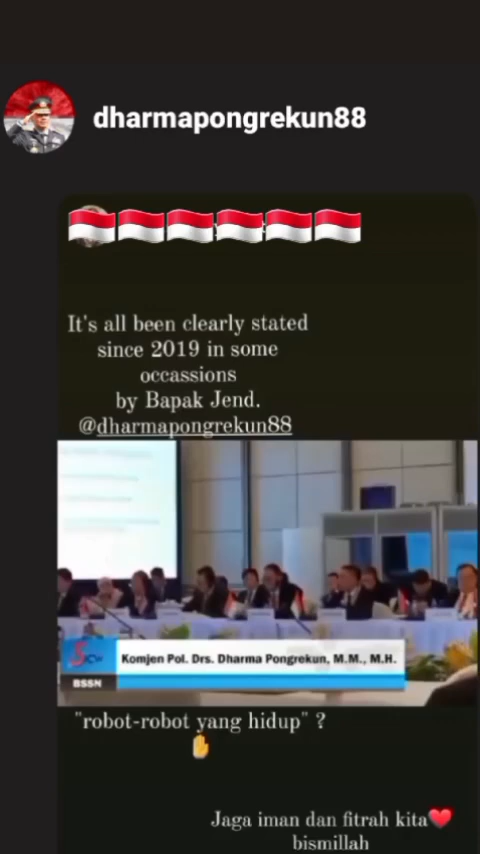 dharmapongrekun88
It's all been clearly stated
since 2019 in some
occassions
by Bapak Jend.
@dharmapongrekun88
Komjen Pol. Drs. Dharma Pongrekun, M.M., M.H.
BSSN
"robot-robot yang hidup" ?
Jaga iman dan fitrah kita❤️
bismillah